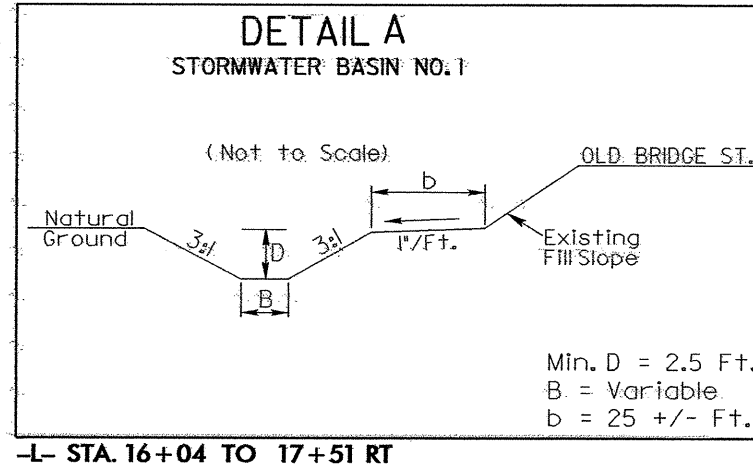 DETAIL A
STORMWATER BASIN NO. 1
(Not to Scale)
OLD BRIDGE ST.
b
Natural
Ground
3:1
D
3:1
1"/Ft.
Existing
Fill Slope
B
Min. D = 2.5 Ft.
B = Variable
b = 25 +/- Ft.
-L- STA. 16+04 TO 17+51 RT